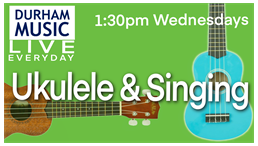 DURHAM
MUSIC
LIVE
EVERYDAY
1:30pm Wednesdays
Ukulele & Singing